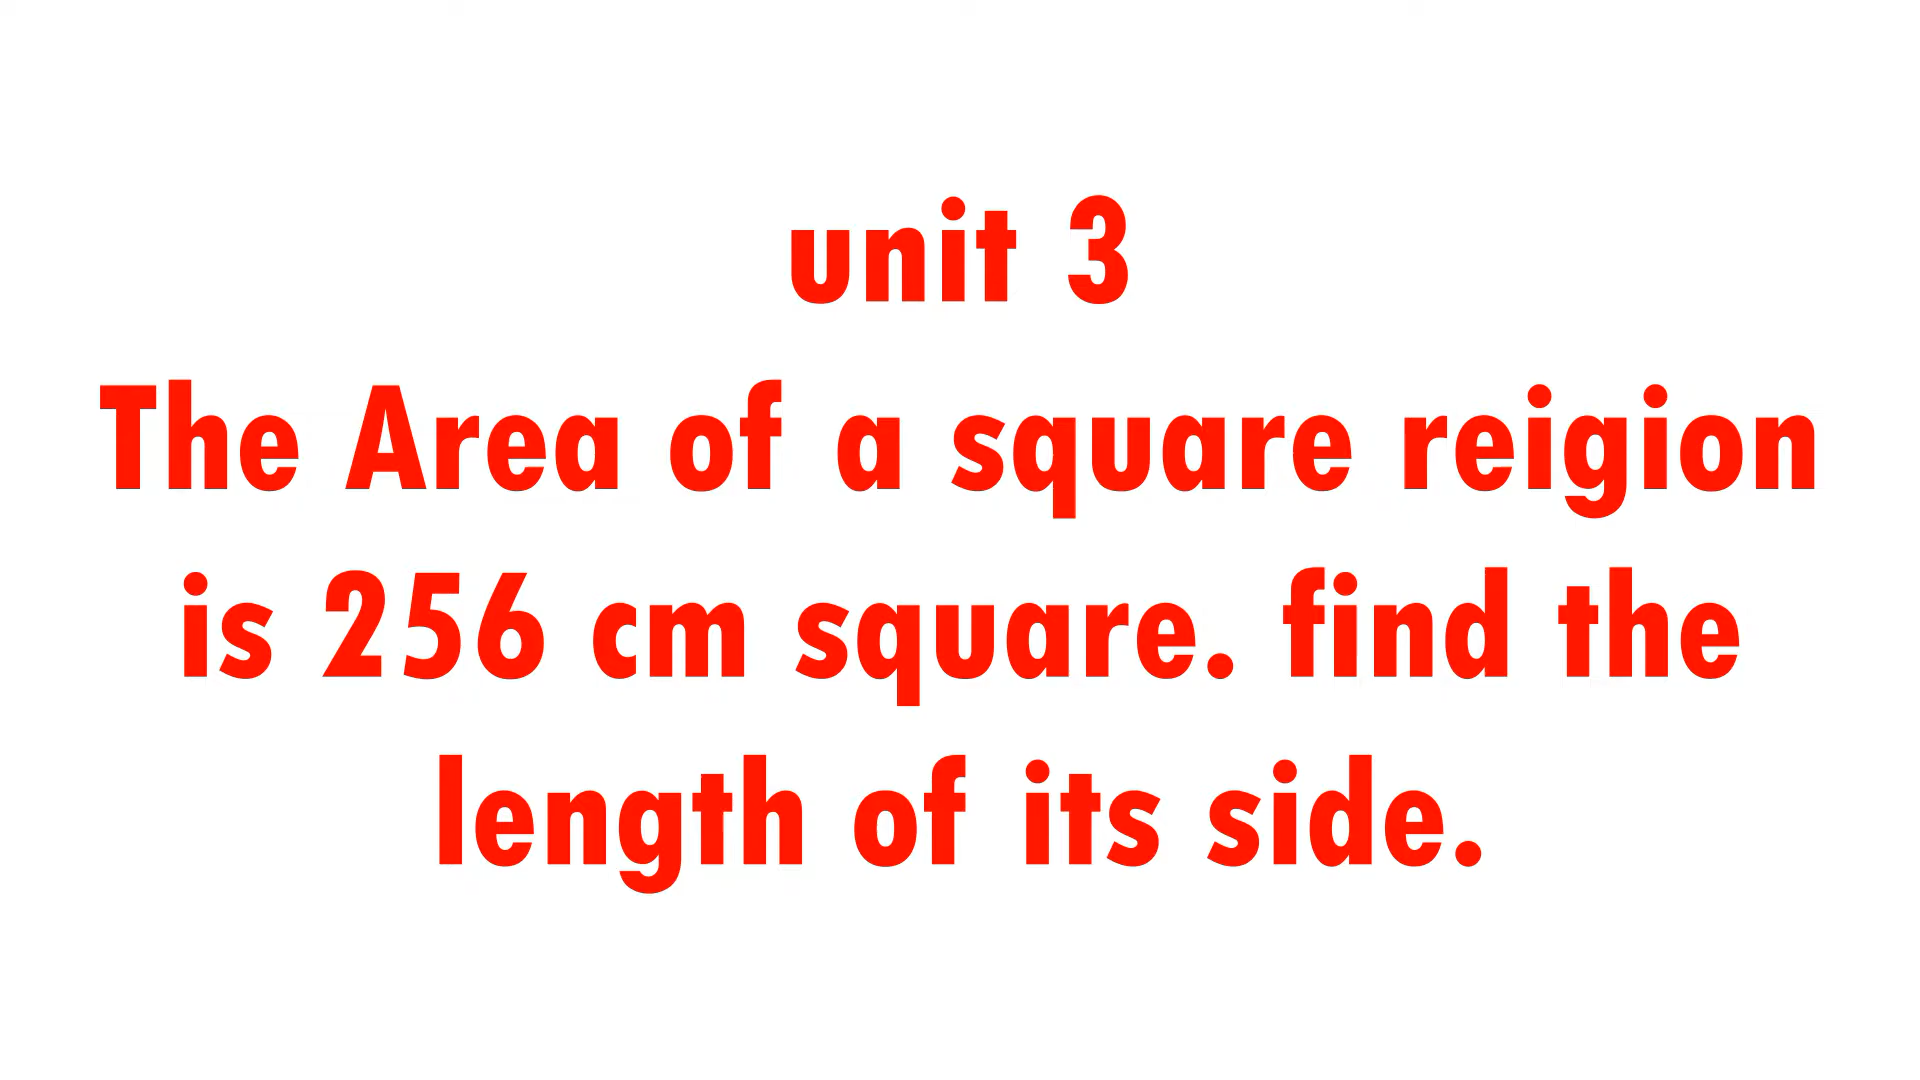 unit 3
The Area of a square reigion
is 256 cm square. find the
length of its side.